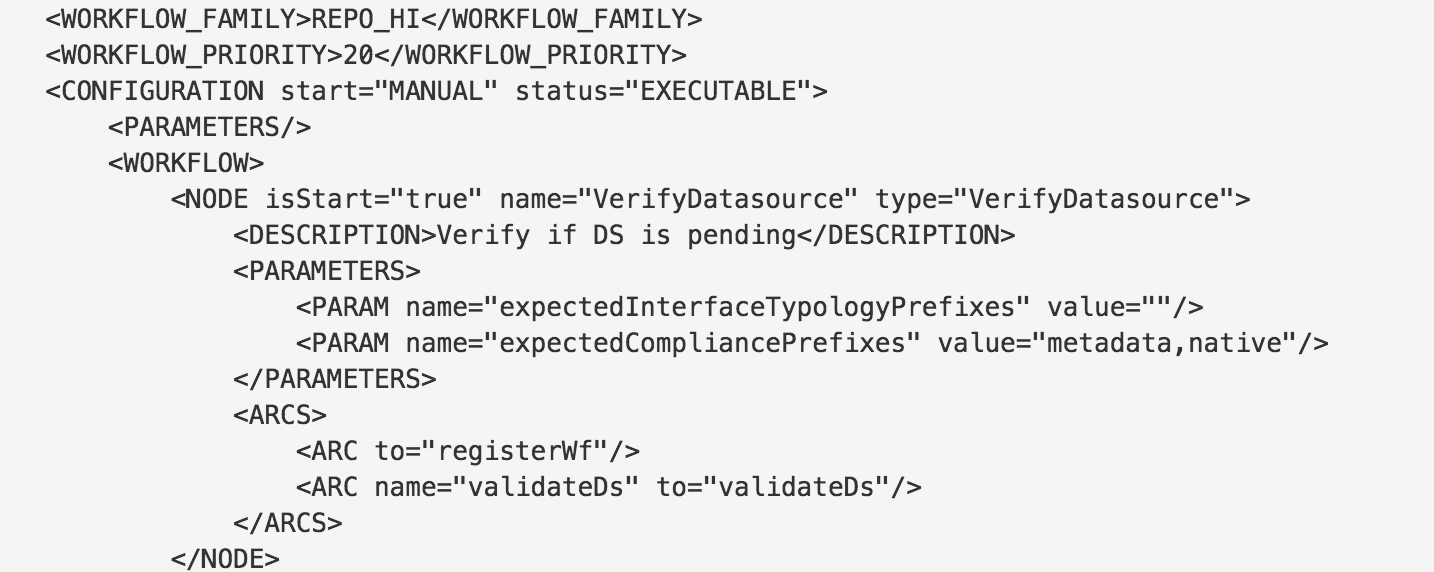 <WORKFLOW_FAMILY>REPO_HI</WORKFLOW_FAMILY>
<WORKFLOW_PRIORITY>20</WORKFLOW_PRIORITY>
<CONFIGURATION start="MANUAL" status="EXECUTABLE">
    <PARAMETERS/>
    <WORKFLOW>
        <NODE isStart="true" name="VerifyDatasource" type="VerifyDatasource">
            <DESCRIPTION>Verify if DS is pending</DESCRIPTION>
            <PARAMETERS>
                <PARAM name="expectedInterfaceTypologyPrefixes" value=""/>
                <PARAM name="expectedCompliancePrefixes" value="metadata,native"/>
            </PARAMETERS>
            <ARCS>
                <ARC to="registerWf"/>
                <ARC name="validateDs" to="validateDs"/>
            </ARCS>
        </NODE>